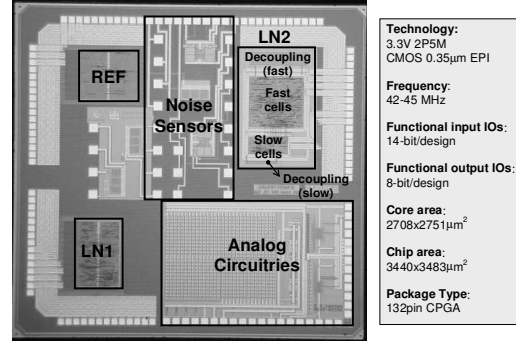 REF
Noise
Sensors
LN2
Decoupling
(fast)
Fast
cells
Slow
cells
Decoupling
(slow)
LN1
Analog
Circuitries
Technology:
3.3V 2P5M
CMOS 0.35µm EPI
Frequency:
42-45 MHz
Functional input IOs:
14-bit/design
Functional output IOs:
8-bit/design
Core area:
2708x2751µm²
Chip area:
3440x3483µm²
Package Type:
132pin CPGA